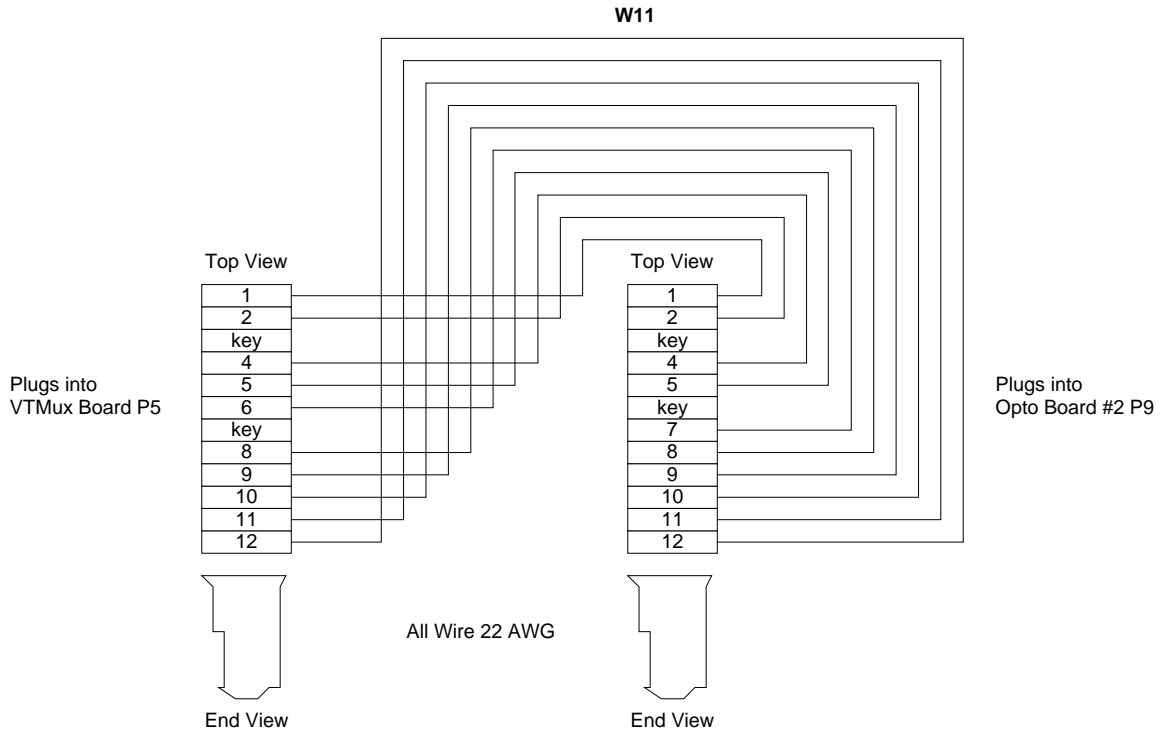 W11
Top View
1
2
key
4
5
6
key
8
9
10
11
12
Plugs into
VTMux Board P5
End View
All Wire 22 AWG
Top View
1
2
key
4
5
key
7
8
9
10
11
12
Plugs into
Opto Board #2 P9
End View